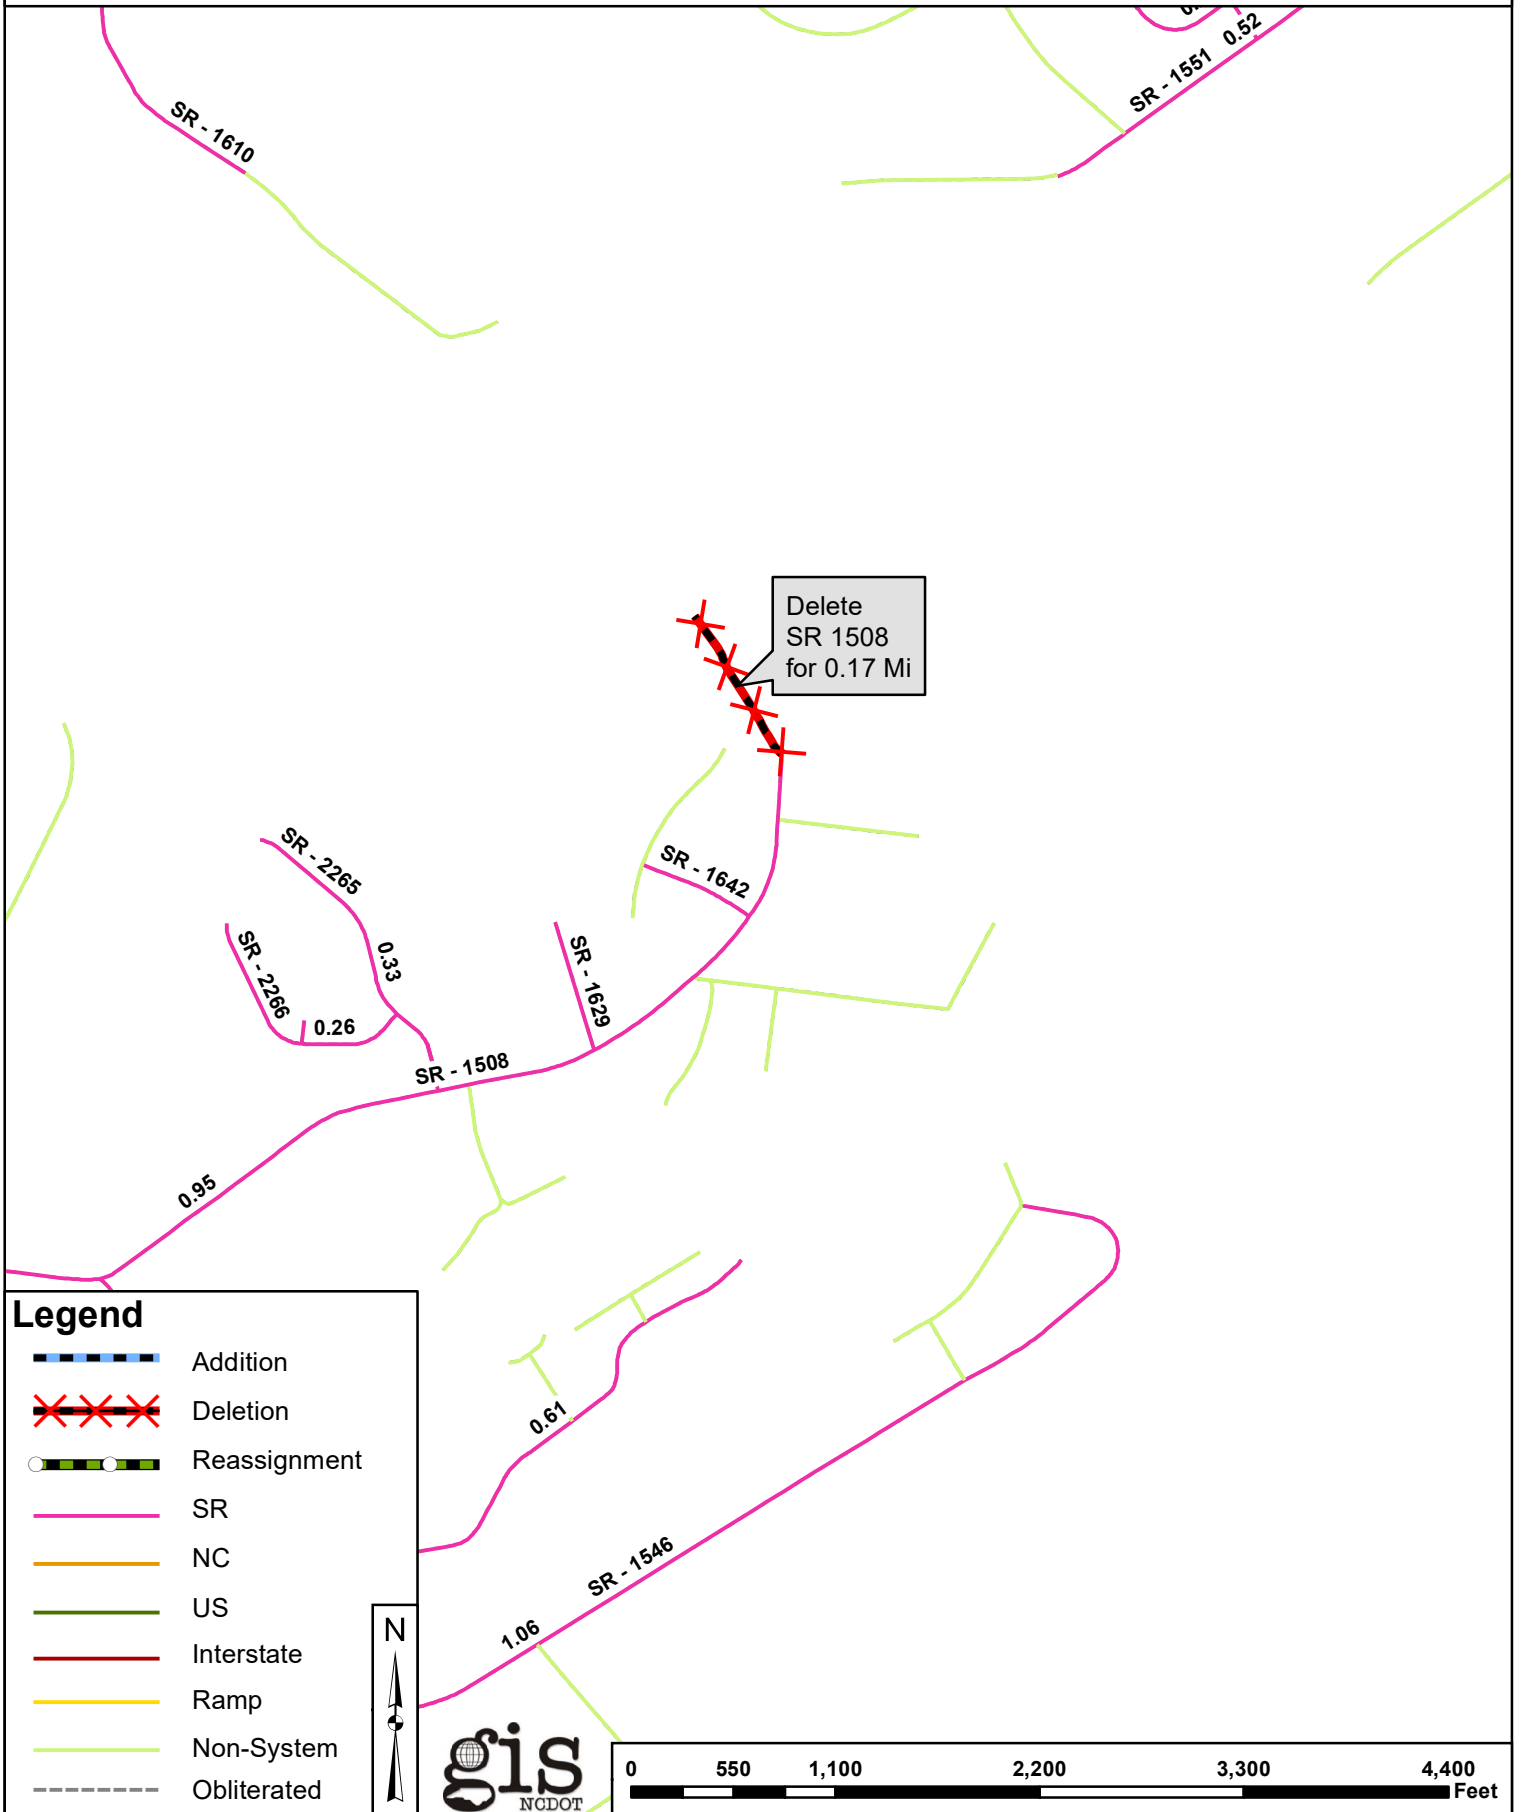 SR - 1610
SR - 1551
0.52
Delete
SR 1508
for 0.17 Mi
SR - 2265
SR - 1642
0.33
SR - 2266
SR - 1629
0.26
SR - 1508
0.95
0.61
SR - 1546
1.06
Legend
Addition
Deletion
Reassignment
SR
NC
US
Interstate
Ramp
Non-System
Obliterated
N
gis
NCDOT
0 550 1,100 2,200 3,300 4,400
Feet